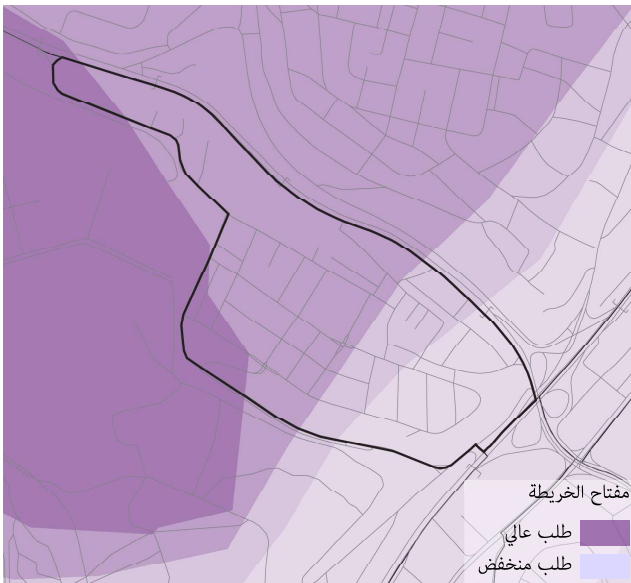 مفتاح الخريطة
طلب عالي
طلب منخفض